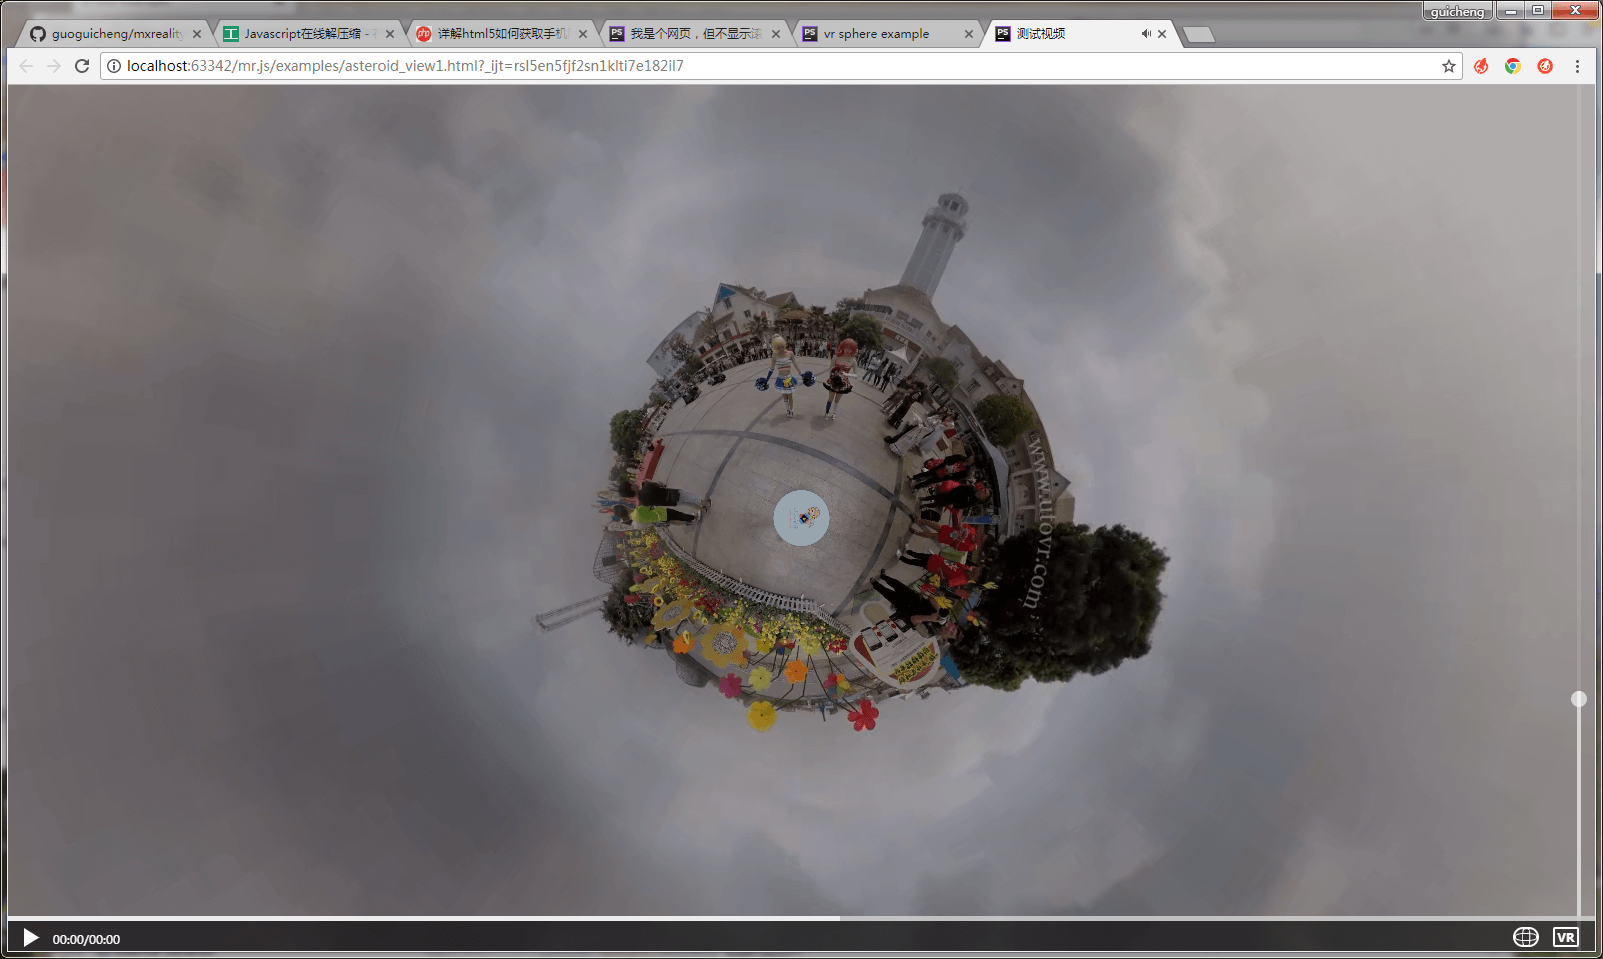 guicheng
guoguicheng/mxreality
Javascript在线解压缩 -
详解html5如何获取手机
我是个网页，但不显示滚
vr sphere example
测试视频
localhost:63342/mr.js/examples/asteroid_view1.html?_ijt=rsl5en5fjf2sn1klti7e182il7
www.utovr.com
00:00/00:00
VR